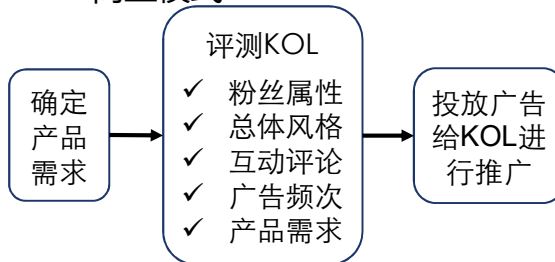 确定
产品
需求
评测KOL
✓ 粉丝属性
✓ 总体风格
✓ 互动评论
✓ 广告频次
✓ 产品需求
投放广告
给KOL进
行推广